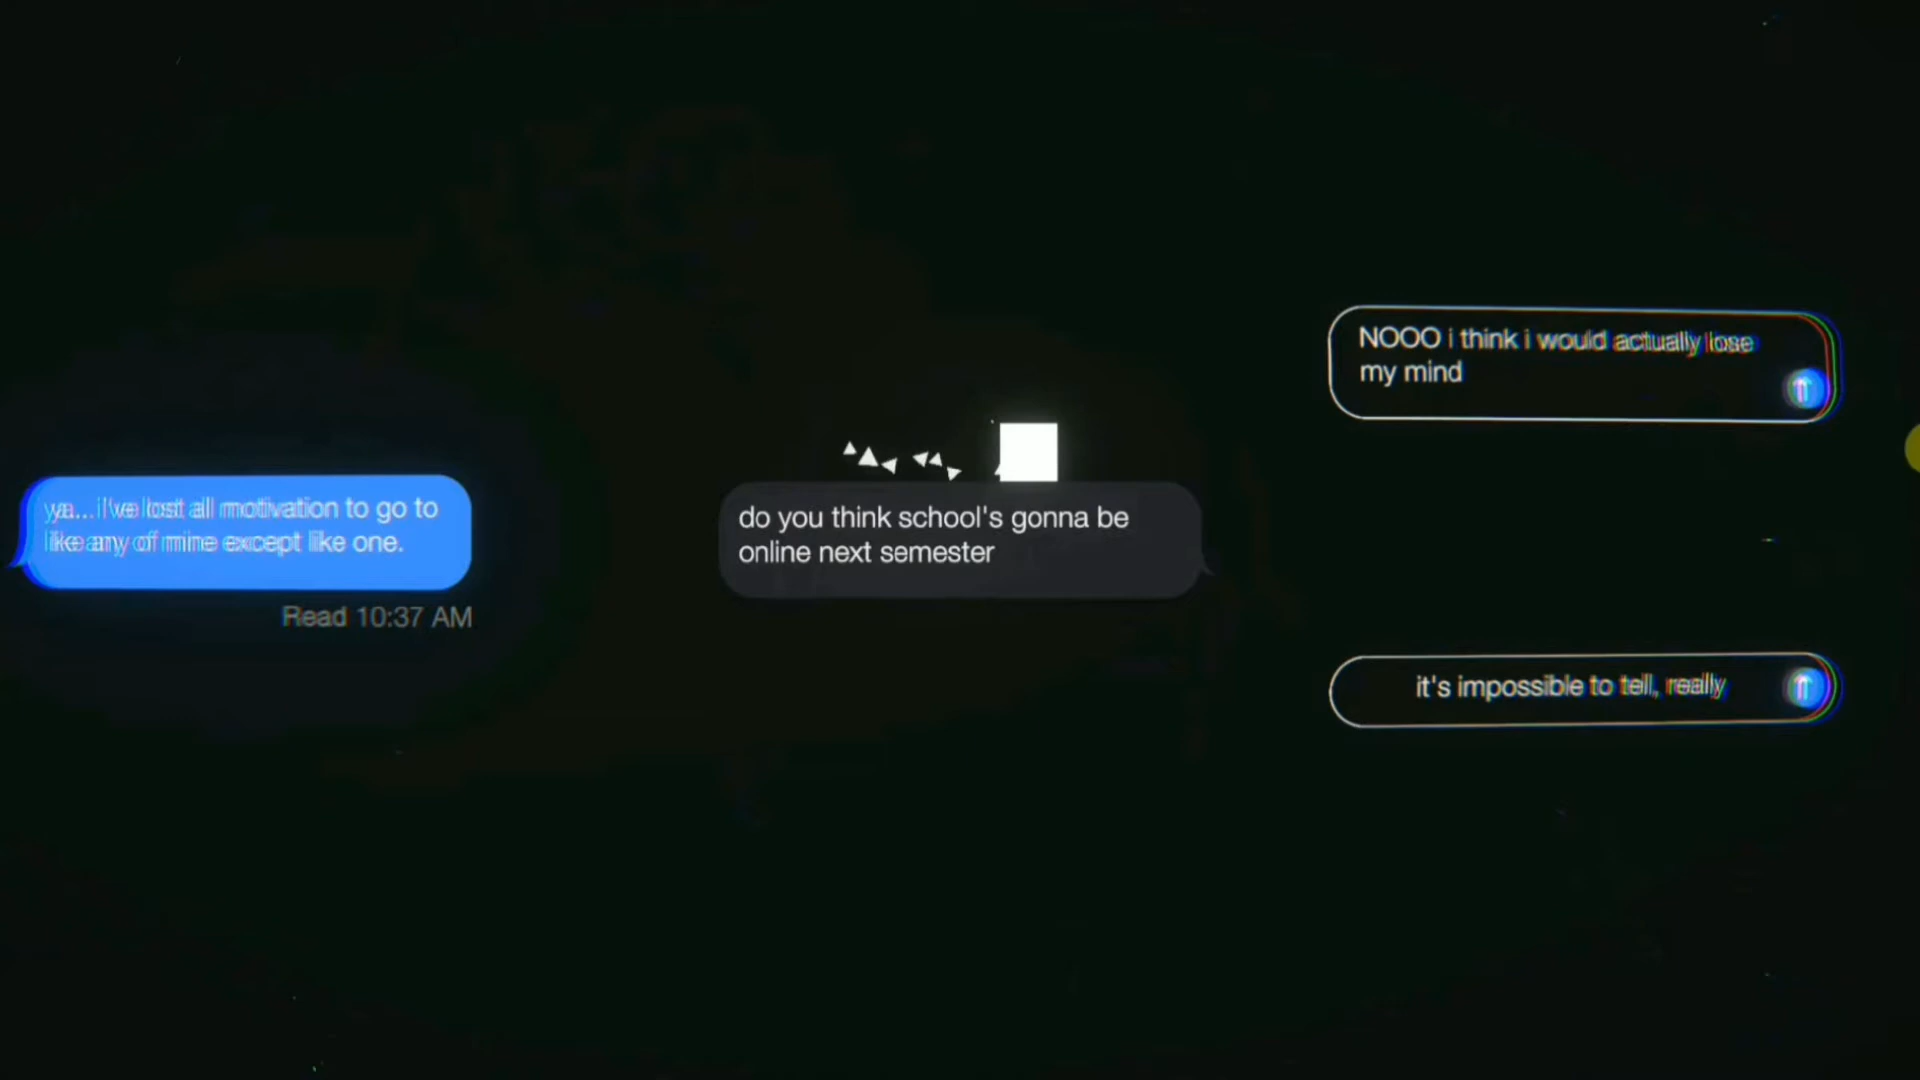 ya... i've lost all motivation to go to
like any of mine except like one.
Read 10:37 AM
do you think school's gonna be
online next semester
NOOO i think i would actually lose
my mind
it's impossible to tell, really